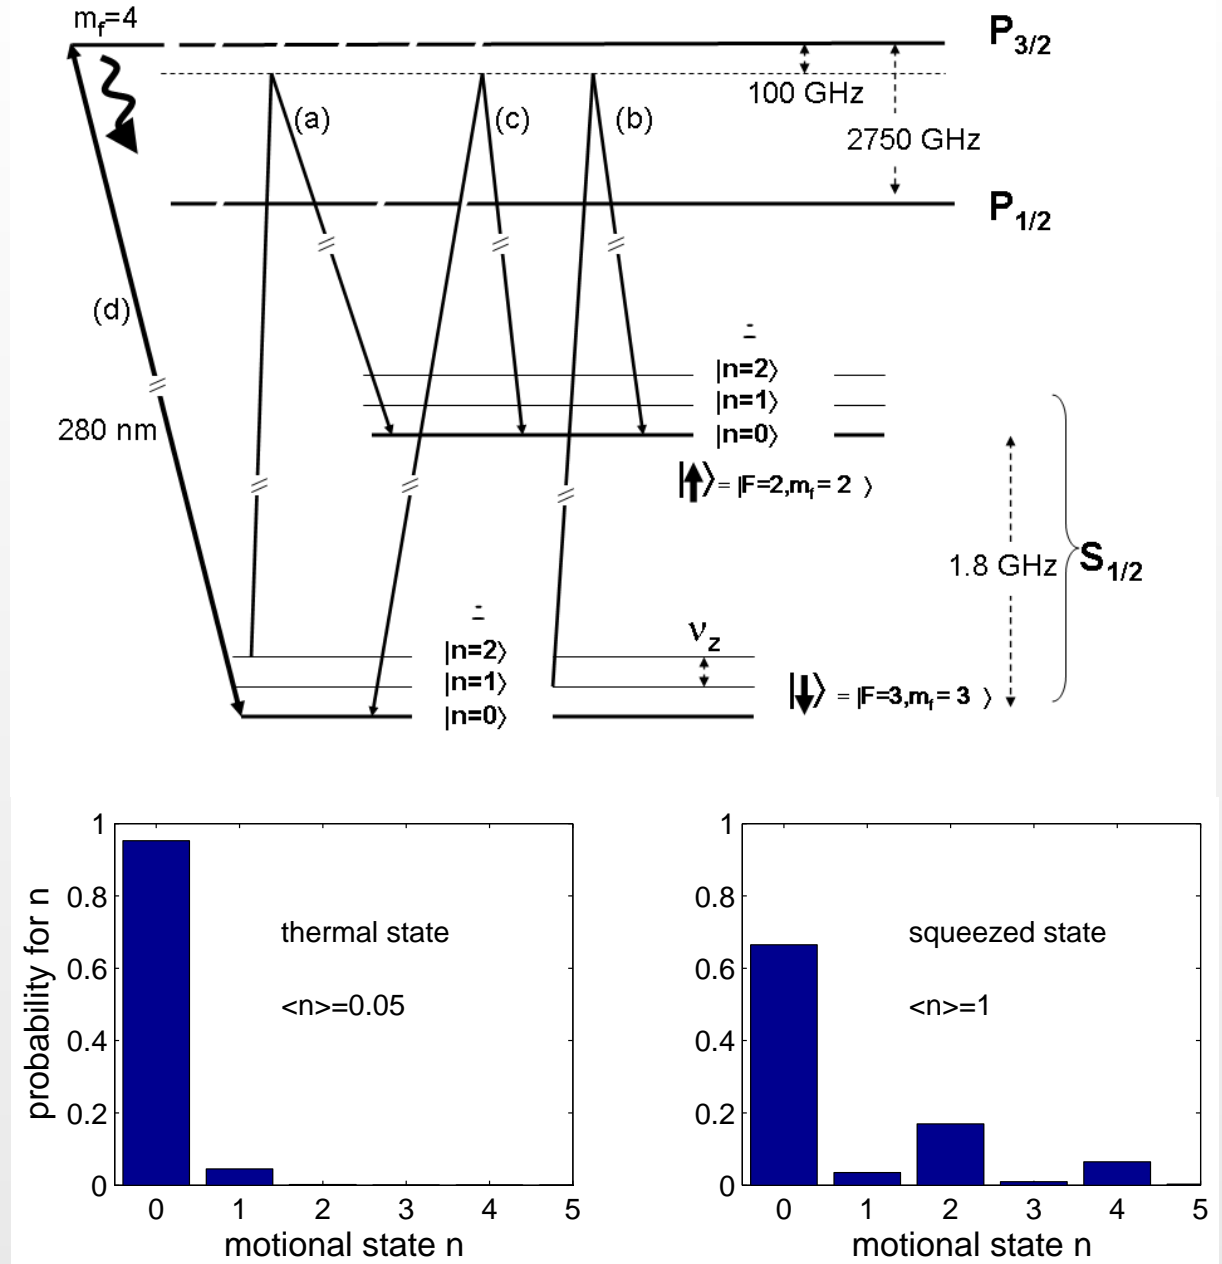 m_f=4
P_3/2
100 GHz
(a)
(c)
(b)
2750 GHz
P_1/2
(d)
|n=2⟩
|n=1⟩
|n=0⟩
280 nm
|↑⟩ = |F=2,m_f = 2 ⟩
1.8 GHz
S_1/2
ν_z
|n=2⟩
|n=1⟩
|n=0⟩
|↓⟩ = |F=3,m_f = 3 ⟩
probability for n
1
0.8
0.6
0.4
0.2
0
thermal state
<n>=0.05
0 1 2 3 4 5
motional state n
1
0.8
0.6
0.4
0.2
0
squeezed state
<n>=1
0 1 2 3 4 5
motional state n